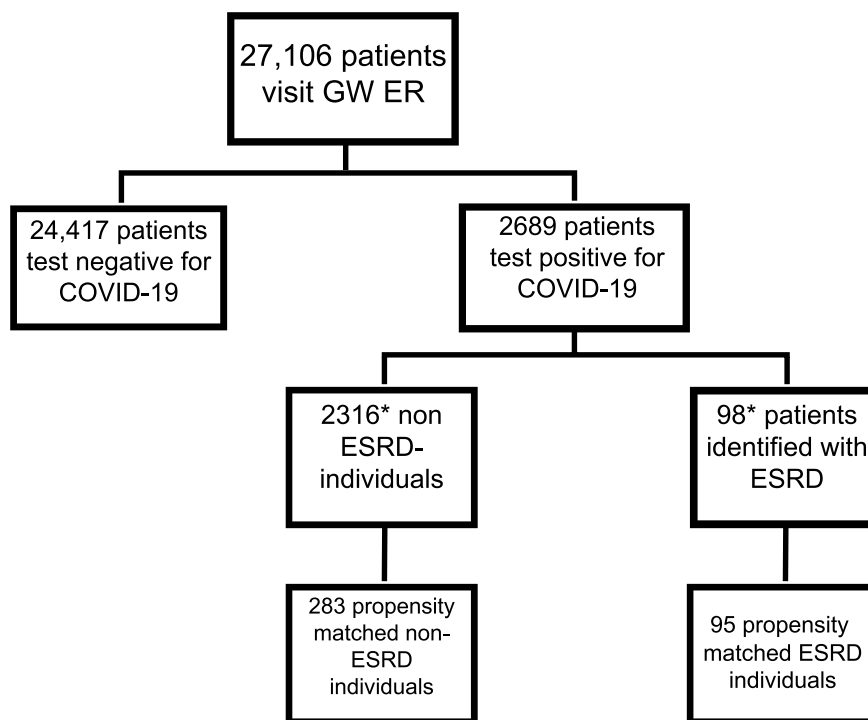 27,106 patients
visit GW ER
24,417 patients
test negative for
COVID-19
2689 patients
test positive for
COVID-19
2316* non
ESRD-
individuals
98* patients
identified with
ESRD
283 propensity
matched non-
ESRD
individuals
95 propensity
matched ESRD
individuals